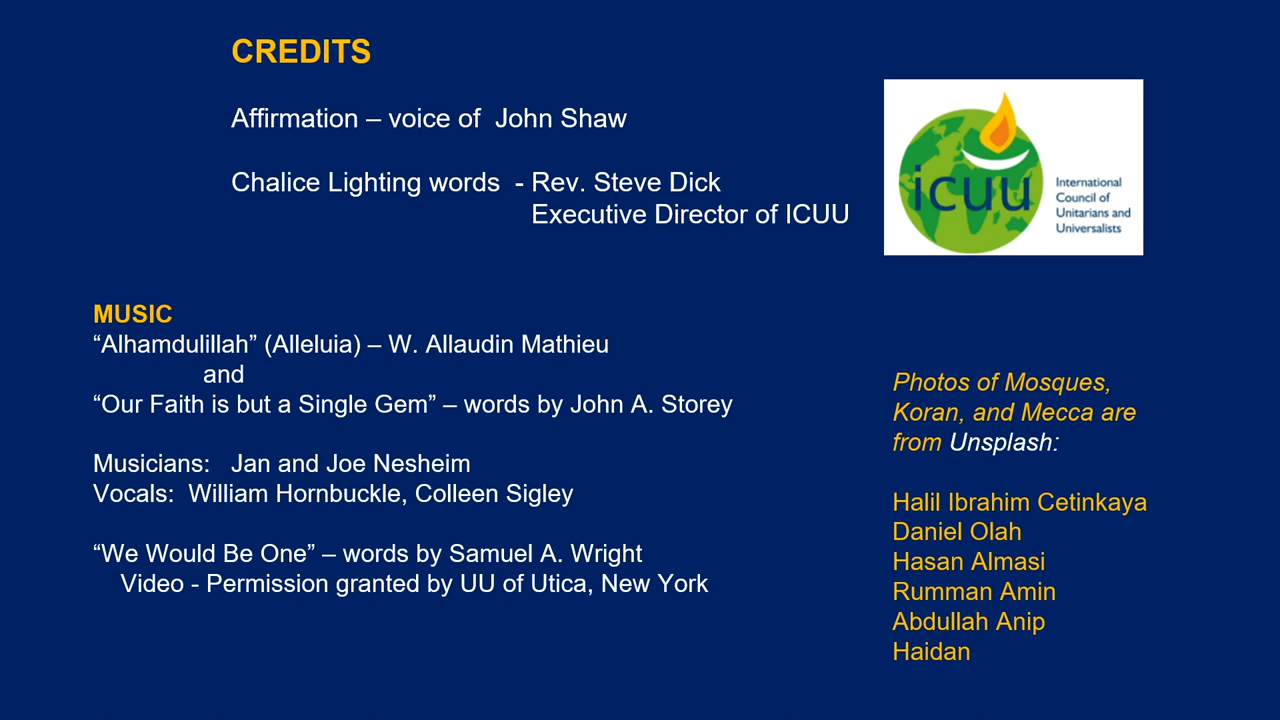 CREDITS
Affirmation – voice of  John Shaw
Chalice Lighting words  - Rev. Steve Dick
Executive Director of ICUU
icuu
International
Council of
Unitarians and
Universalists
MUSIC
“Alhamdulillah” (Alleluia) – W. Allaudin Mathieu
and
“Our Faith is but a Single Gem” – words by John A. Storey
Musicians:   Jan and Joe Nesheim
Vocals:  William Hornbuckle, Colleen Sigley
“We Would Be One” – words by Samuel A. Wright
Video - Permission granted by UU of Utica, New York
Photos of Mosques,
Koran, and Mecca are
from Unsplash:
Halil Ibrahim Cetinkaya
Daniel Olah
Hasan Almasi
Rumman Amin
Abdullah Anip
Haidan